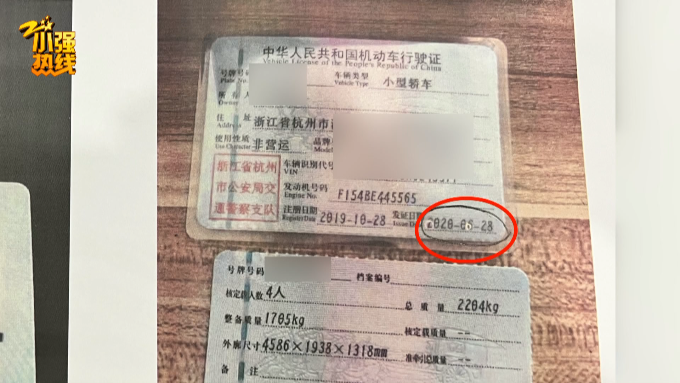 小强
热线
中华人民共和国机动车行驶证
Vehicle License of the People's Republic of China
号牌号码
Plate No.
车辆类型
Vehicle Type
小型轿车
所有人
Owner
住址
Address
浙江省杭州市
使用性质
Use Character
非营运
品牌
Model
浙江省杭州
市公安局交
通警察支队
车辆识别代号
VIN
发动机号码
Engine No.
F154BE445565
注册日期
Register Date
2019-10-28
发证日期
Issue Date
2020-06-28
号牌号码
档案编号
核定载人数 4人
总质量 2204kg
整备质量 1705kg
核定载质量 --
外廓尺寸 4586×1938×1318mm
准牵引总质量 --
备注